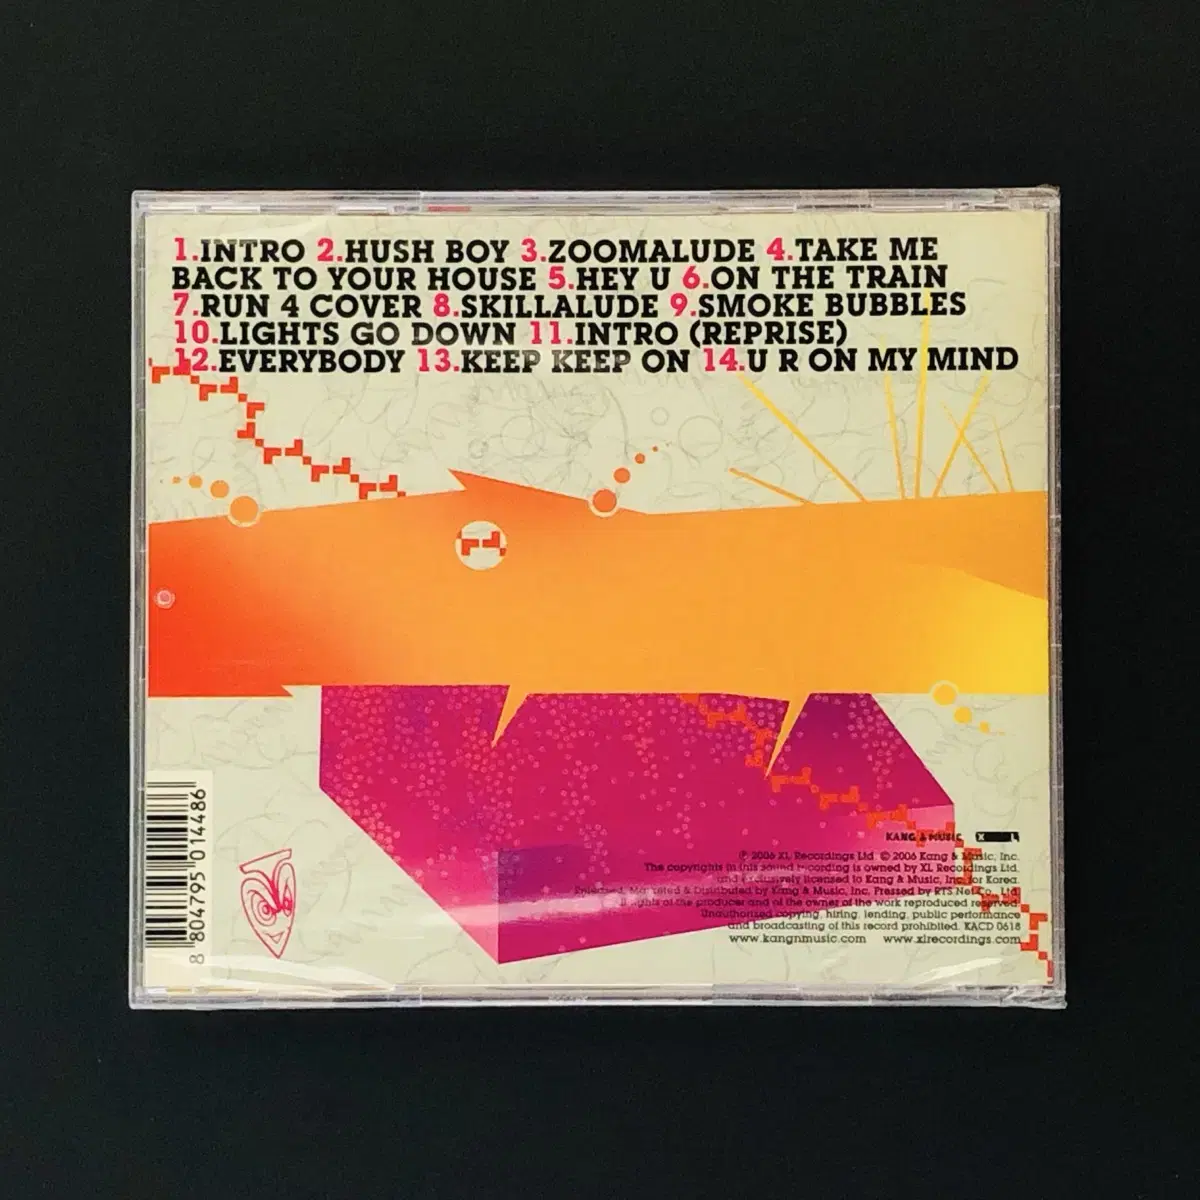 1.INTRO 2.HUSH BOY 3.ZOOMALUDE 4.TAKE ME
BACK TO YOUR HOUSE 5.HEY U 6.ON THE TRAIN
7.RUN 4 COVER 8.SKILLALUDE 9.SMOKE BUBBLES
10.LIGHTS GO DOWN 11.INTRO (REPRISE)
12.EVERYBODY 13.KEEP KEEP ON 14.U R ON MY MIND
8 804795 014486
KANG & MUSIC XL
℗ 2006 XL Recordings Ltd. © 2006 Kang & Music, Inc.
The copyrights in this sound recording is owned by XL Recordings Ltd.
and exclusively licensed to Kang & Music, Inc. for Korea.
Released, Marketed & Distributed by Kang & Music, Inc. Pressed by RTS Net Co., Ltd.
All rights of the producer and of the owner of the work reproduced reserved.
Unauthorized copying, hiring, lending, public performance
and broadcasting of this record prohibited. KACD 0618
www.kangnmusic.com www.xlrecordings.com